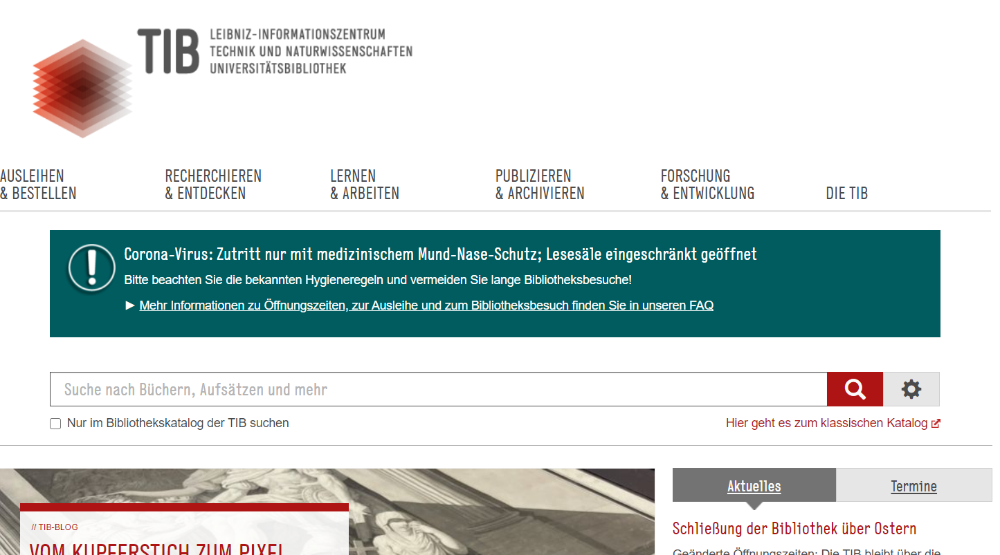 TIB
LEIBNIZ-INFORMATIONSZENTRUM
TECHNIK UND NATURWISSENSCHAFTEN
UNIVERSITÄTSBIBLIOTHEK
AUSLEIHEN
& BESTELLEN
RECHERCHIEREN
& ENTDECKEN
LERNEN
& ARBEITEN
PUBLIZIEREN
& ARCHIVIEREN
FORSCHUNG
& ENTWICKLUNG
DIE TIB
Corona-Virus: Zutritt nur mit medizinischem Mund-Nase-Schutz; Lesesäle eingeschränkt geöffnet
Bitte beachten Sie die bekannten Hygieneregeln und vermeiden Sie lange Bibliotheksbesuche!
► Mehr Informationen zu Öffnungszeiten, zur Ausleihe und zum Bibliotheksbesuch finden Sie in unseren FAQ
Suche nach Büchern, Aufsätzen und mehr
Nur im Bibliothekskatalog der TIB suchen
Hier geht es zum klassischen Katalog
// TIB-BLOG
VOM KUPFERSTICH ZUM PIXEL
Aktuelles
Termine
Schließung der Bibliothek über Ostern
Geänderte Öffnungszeiten: Die TIB bleibt über die